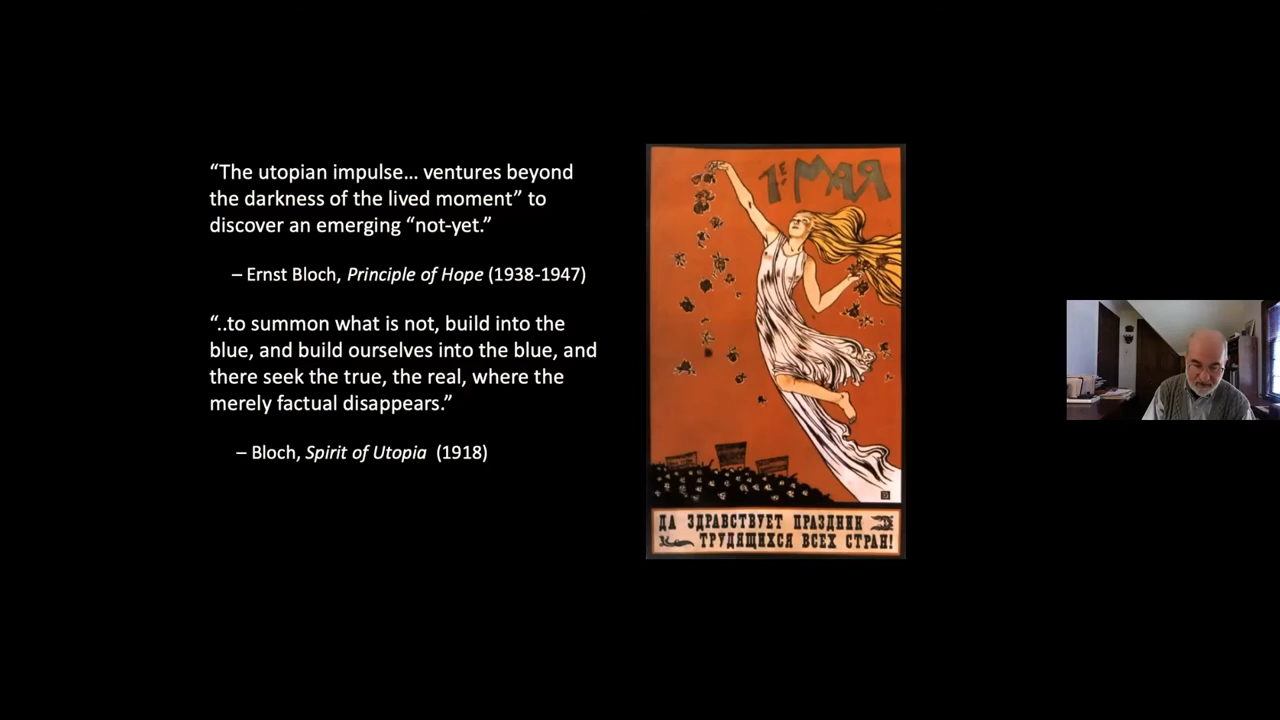 “The utopian impulse… ventures beyond
the darkness of the lived moment” to
discover an emerging “not-yet.”
– Ernst Bloch, Principle of Hope (1938-1947)
“..to summon what is not, build into the
blue, and build ourselves into the blue, and
there seek the true, the real, where the
merely factual disappears.”
– Bloch, Spirit of Utopia (1918)
1Е МАЯ
ДА ЗДРАВСТВУЕТ ПРАЗДНИК
ТРУДЯЩИХСЯ ВСЕХ СТРАН!